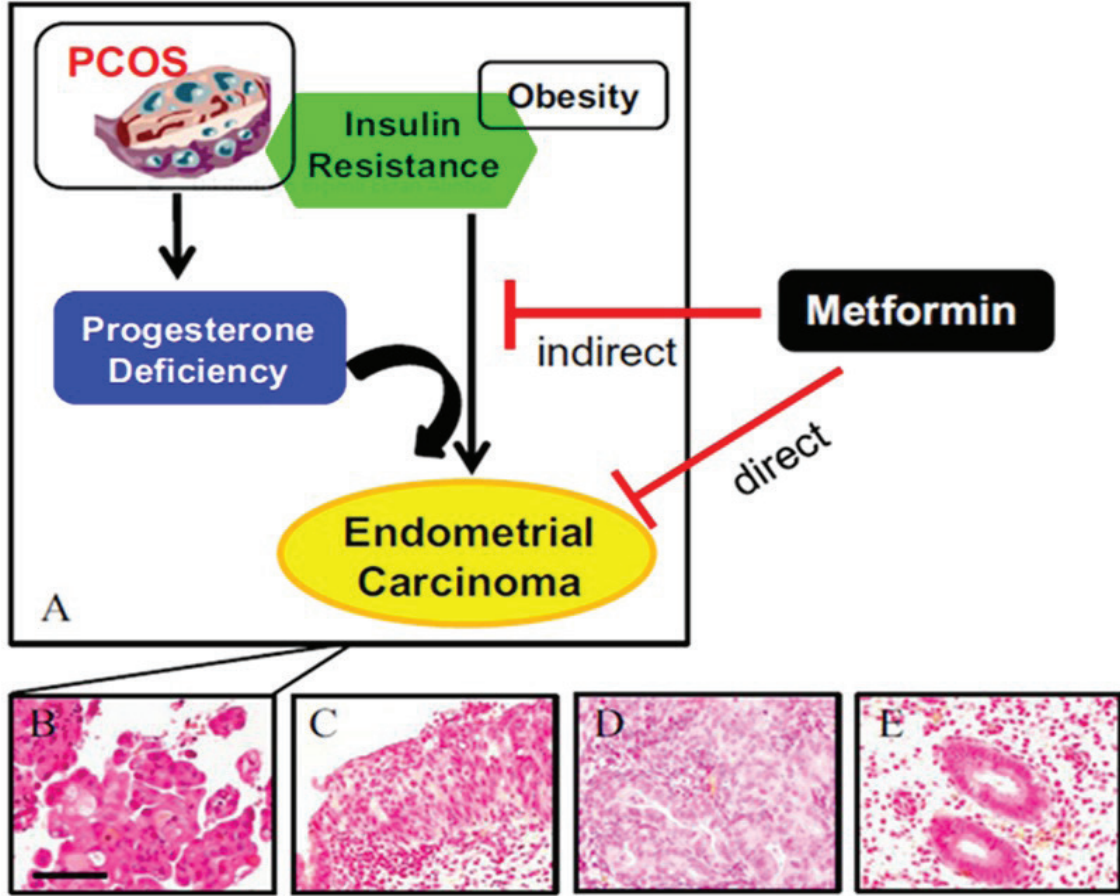 PCOS
Obesity
Insulin
Resistance
Progesterone
Deficiency
Metformin
indirect
direct
Endometrial
Carcinoma
A
B
C
D
E